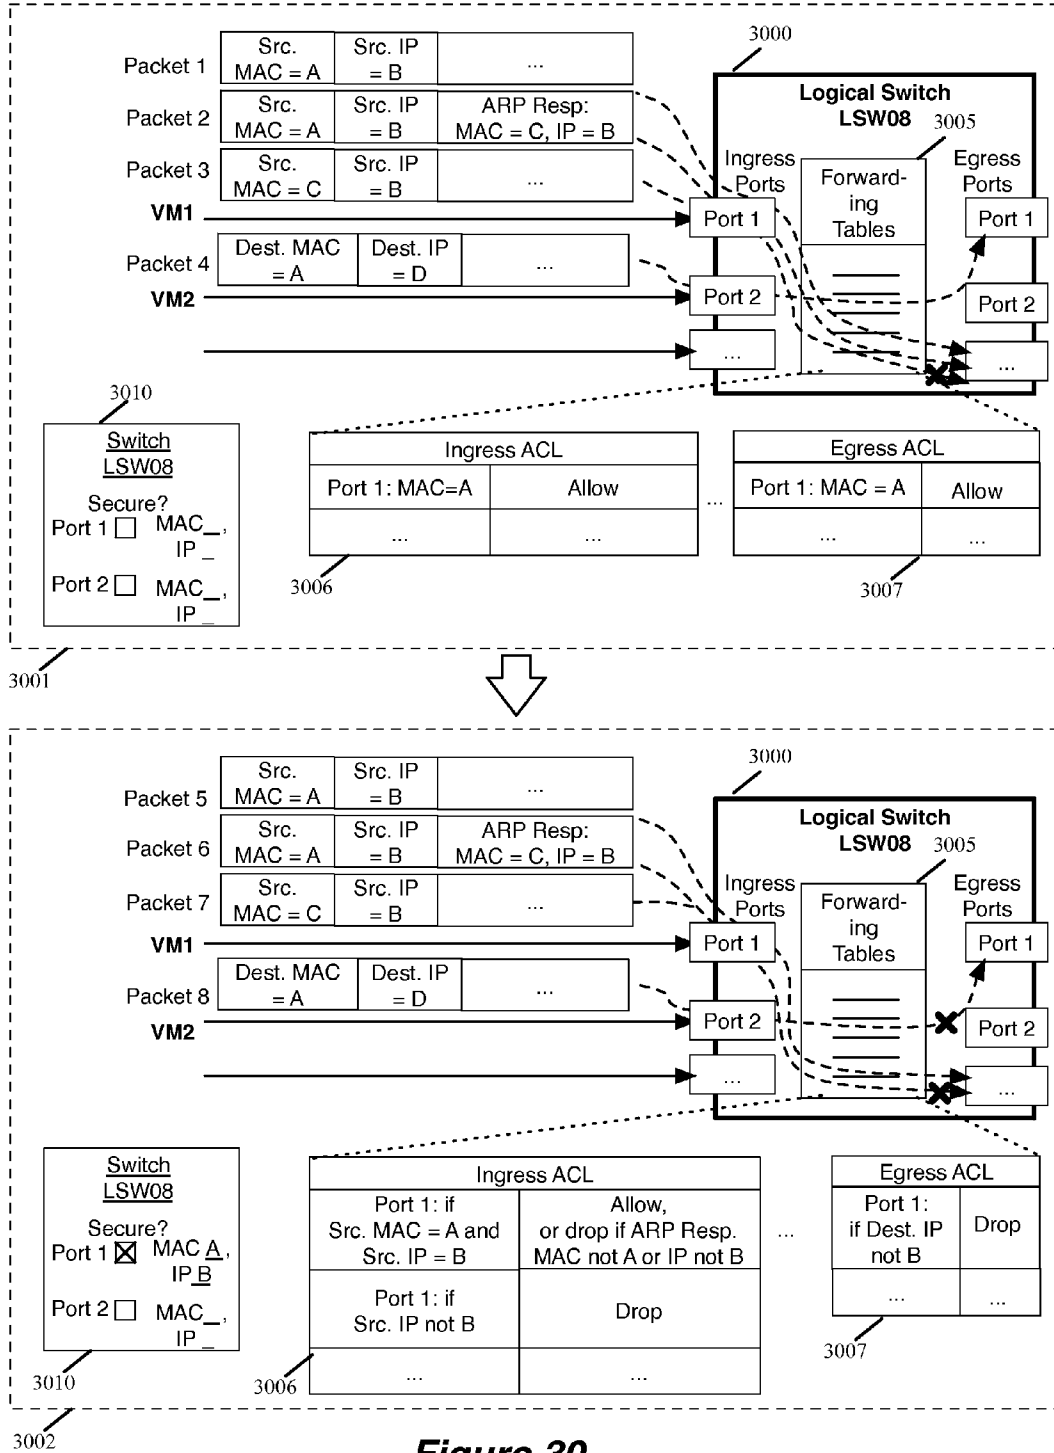 3000
Packet 1
Src. MAC = A
Src. IP = B
...
Packet 2
Src. MAC = A
Src. IP = B
ARP Resp: MAC = C, IP = B
Packet 3
Src. MAC = C
Src. IP = B
...
VM1
Packet 4
Dest. MAC = A
Dest. IP = D
...
VM2
Logical Switch
LSW08
3005
Ingress Ports
Forward-
ing
Tables
Egress Ports
Port 1
Port 2
...
Port 1
Port 2
...
3010
Switch
LSW08
Secure?
Port 1 MAC_,
IP _
Port 2 MAC_,
IP _
Ingress ACL
Port 1: MAC=A
Allow
...
...
3006
...
Egress ACL
Port 1: MAC = A
Allow
...
...
3007
3001
3000
Packet 5
Src. MAC = A
Src. IP = B
...
Packet 6
Src. MAC = A
Src. IP = B
ARP Resp: MAC = C, IP = B
Packet 7
Src. MAC = C
Src. IP = B
...
VM1
Packet 8
Dest. MAC = A
Dest. IP = D
...
VM2
Logical Switch
LSW08
3005
Ingress Ports
Forward-
ing
Tables
Egress Ports
Port 1
Port 2
...
Port 1
Port 2
...
Switch
LSW08
Secure?
Port 1 MAC A,
IP B
Port 2 MAC_,
IP _
3010
Ingress ACL
Port 1: if
Src. MAC = A and
Src. IP = B
Allow,
or drop if ARP Resp.
MAC not A or IP not B
Port 1: if
Src. IP not B
Drop
...
...
3006
...
Egress ACL
Port 1:
if Dest. IP
not B
Drop
...
...
3007
3002
Figure 30